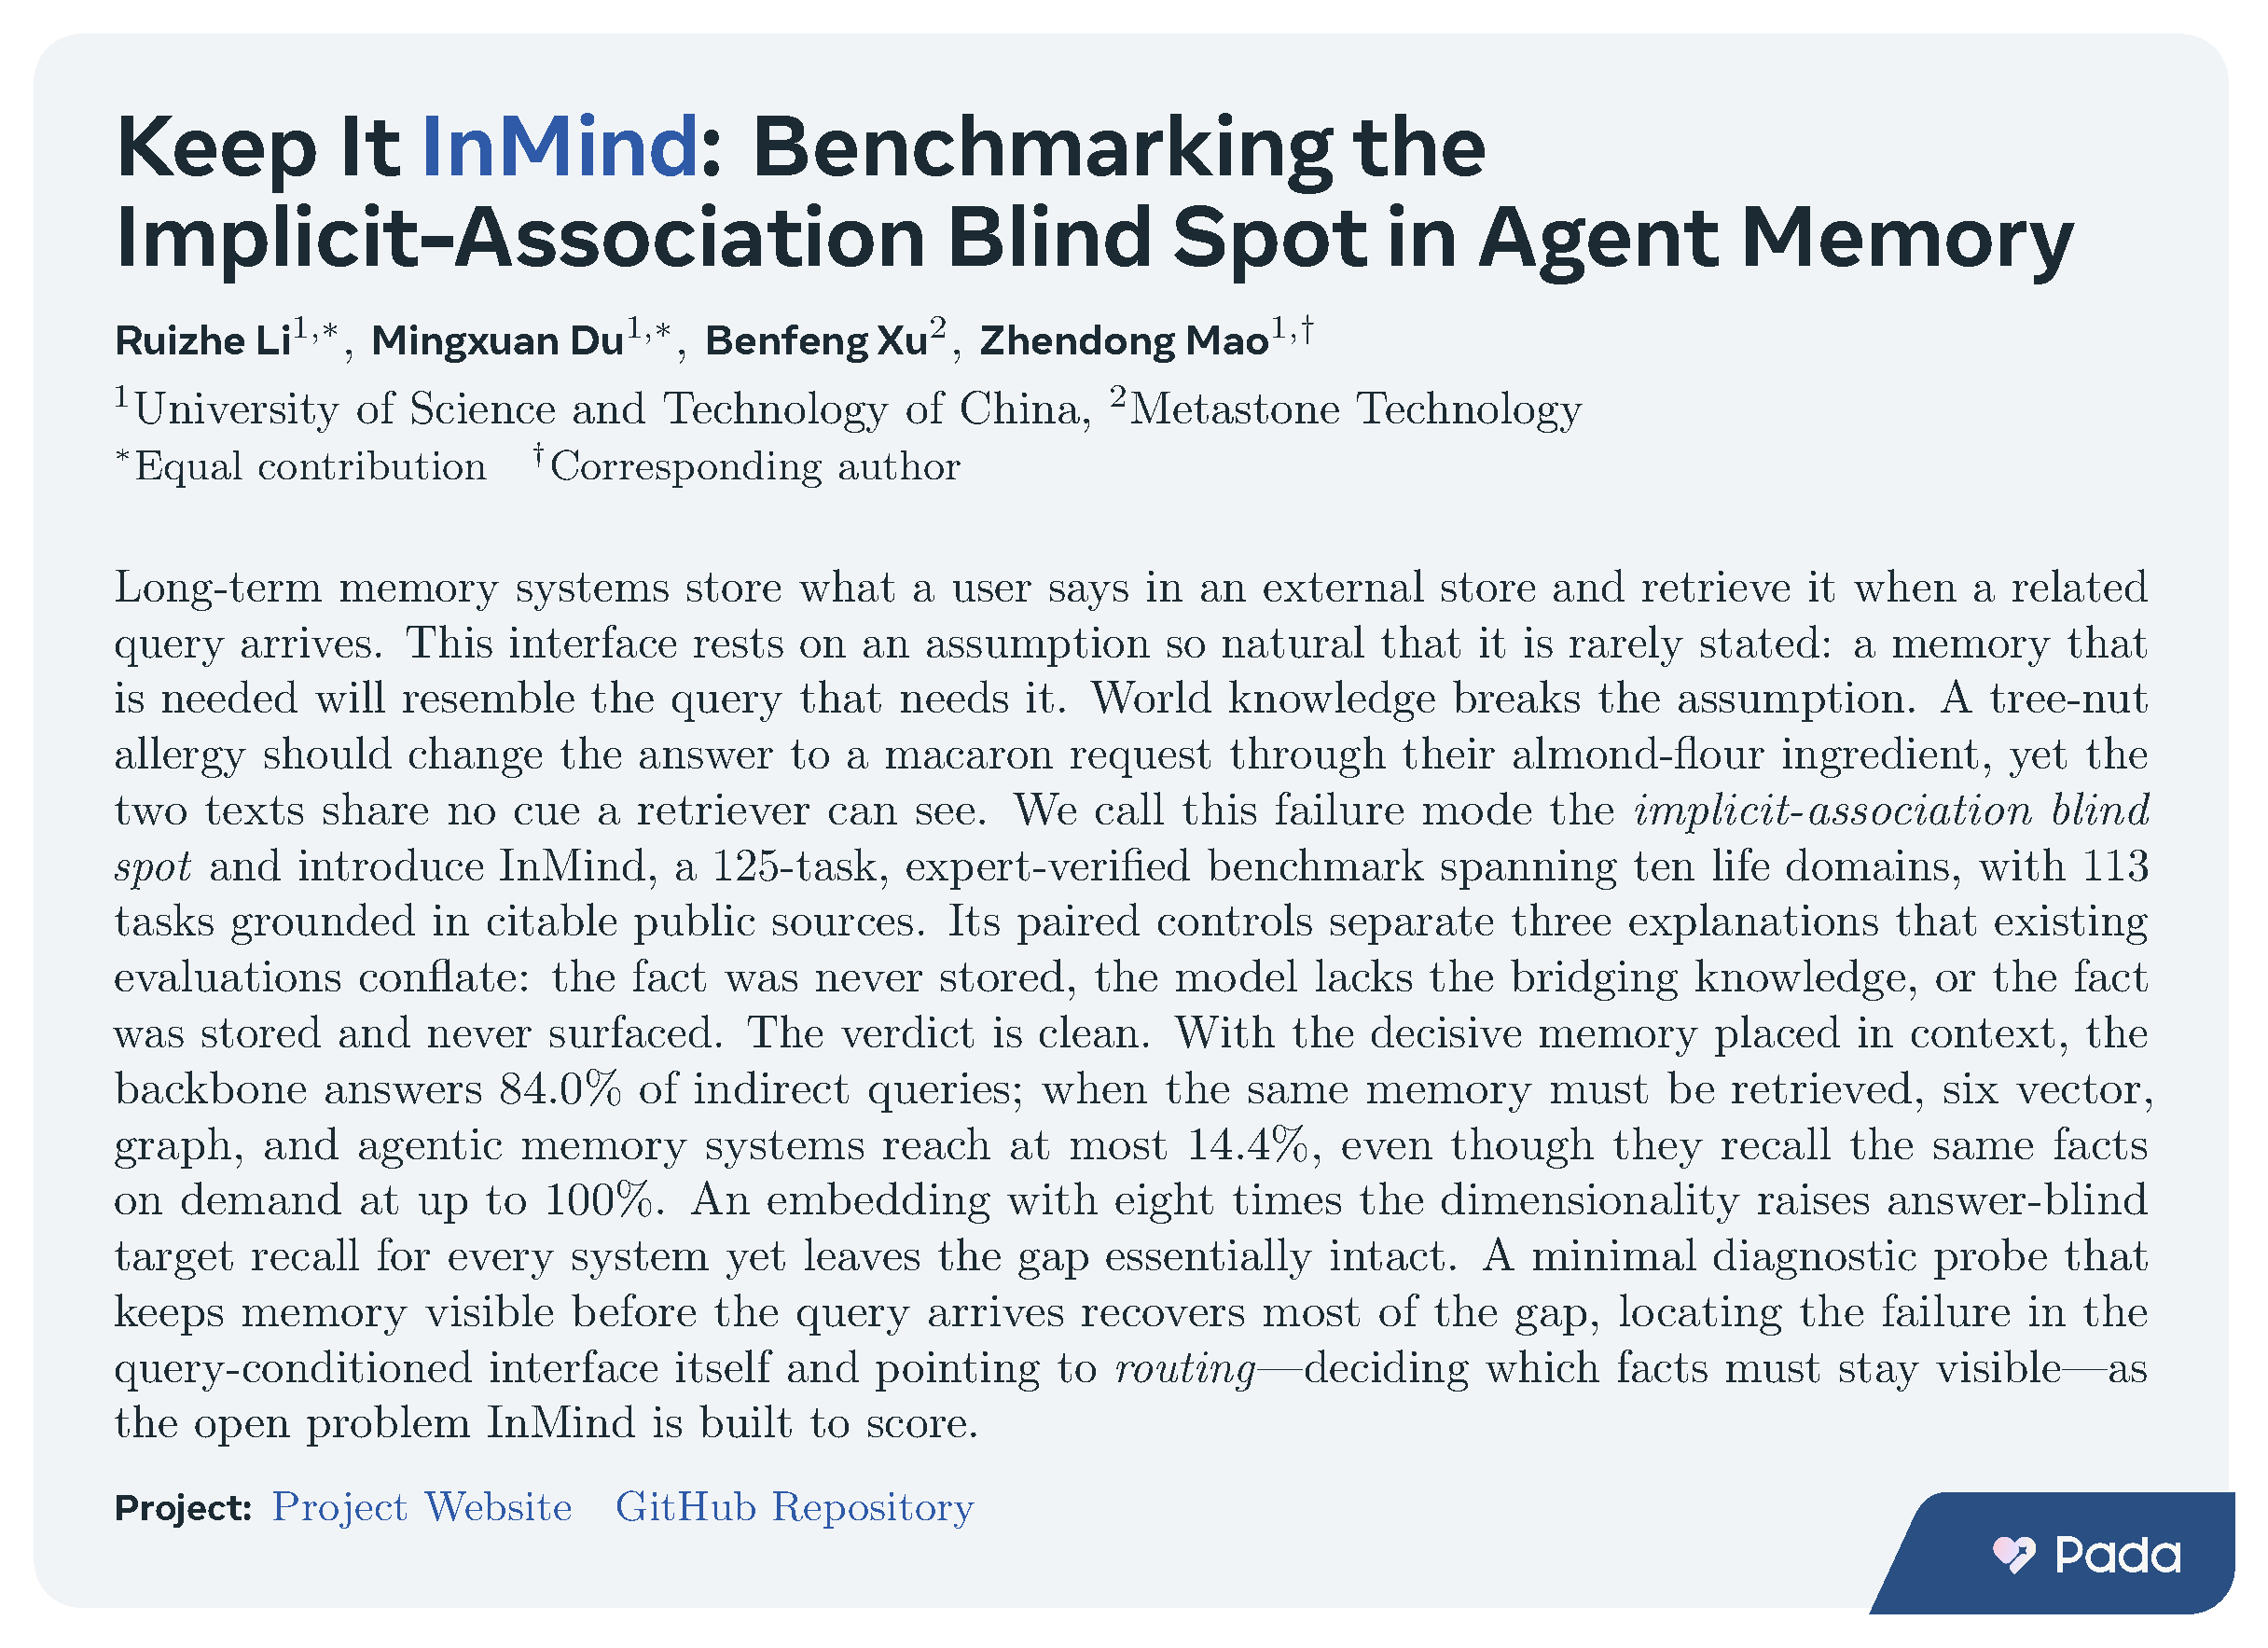 Keep It InMind: Benchmarking the
Implicit-Association Blind Spot in Agent Memory
Ruizhe Li¹,*, Mingxuan Du¹,*, Benfeng Xu², Zhendong Mao¹,†
¹University of Science and Technology of China, ²Metastone Technology
*Equal contribution †Corresponding author
Long-term memory systems store what a user says in an external store and retrieve it when a related
query arrives. This interface rests on an assumption so natural that it is rarely stated: a memory that
is needed will resemble the query that needs it. World knowledge breaks the assumption. A tree-nut
allergy should change the answer to a macaron request through their almond-flour ingredient, yet the
two texts share no cue a retriever can see. We call this failure mode the implicit-association blind
spot and introduce InMind, a 125-task, expert-verified benchmark spanning ten life domains, with 113
tasks grounded in citable public sources. Its paired controls separate three explanations that existing
evaluations conflate: the fact was never stored, the model lacks the bridging knowledge, or the fact
was stored and never surfaced. The verdict is clean. With the decisive memory placed in context, the
backbone answers 84.0% of indirect queries; when the same memory must be retrieved, six vector,
graph, and agentic memory systems reach at most 14.4%, even though they recall the same facts
on demand at up to 100%. An embedding with eight times the dimensionality raises answer-blind
target recall for every system yet leaves the gap essentially intact. A minimal diagnostic probe that
keeps memory visible before the query arrives recovers most of the gap, locating the failure in the
query-conditioned interface itself and pointing to routing—deciding which facts must stay visible—as
the open problem InMind is built to score.
Project: Project Website GitHub Repository
Pada